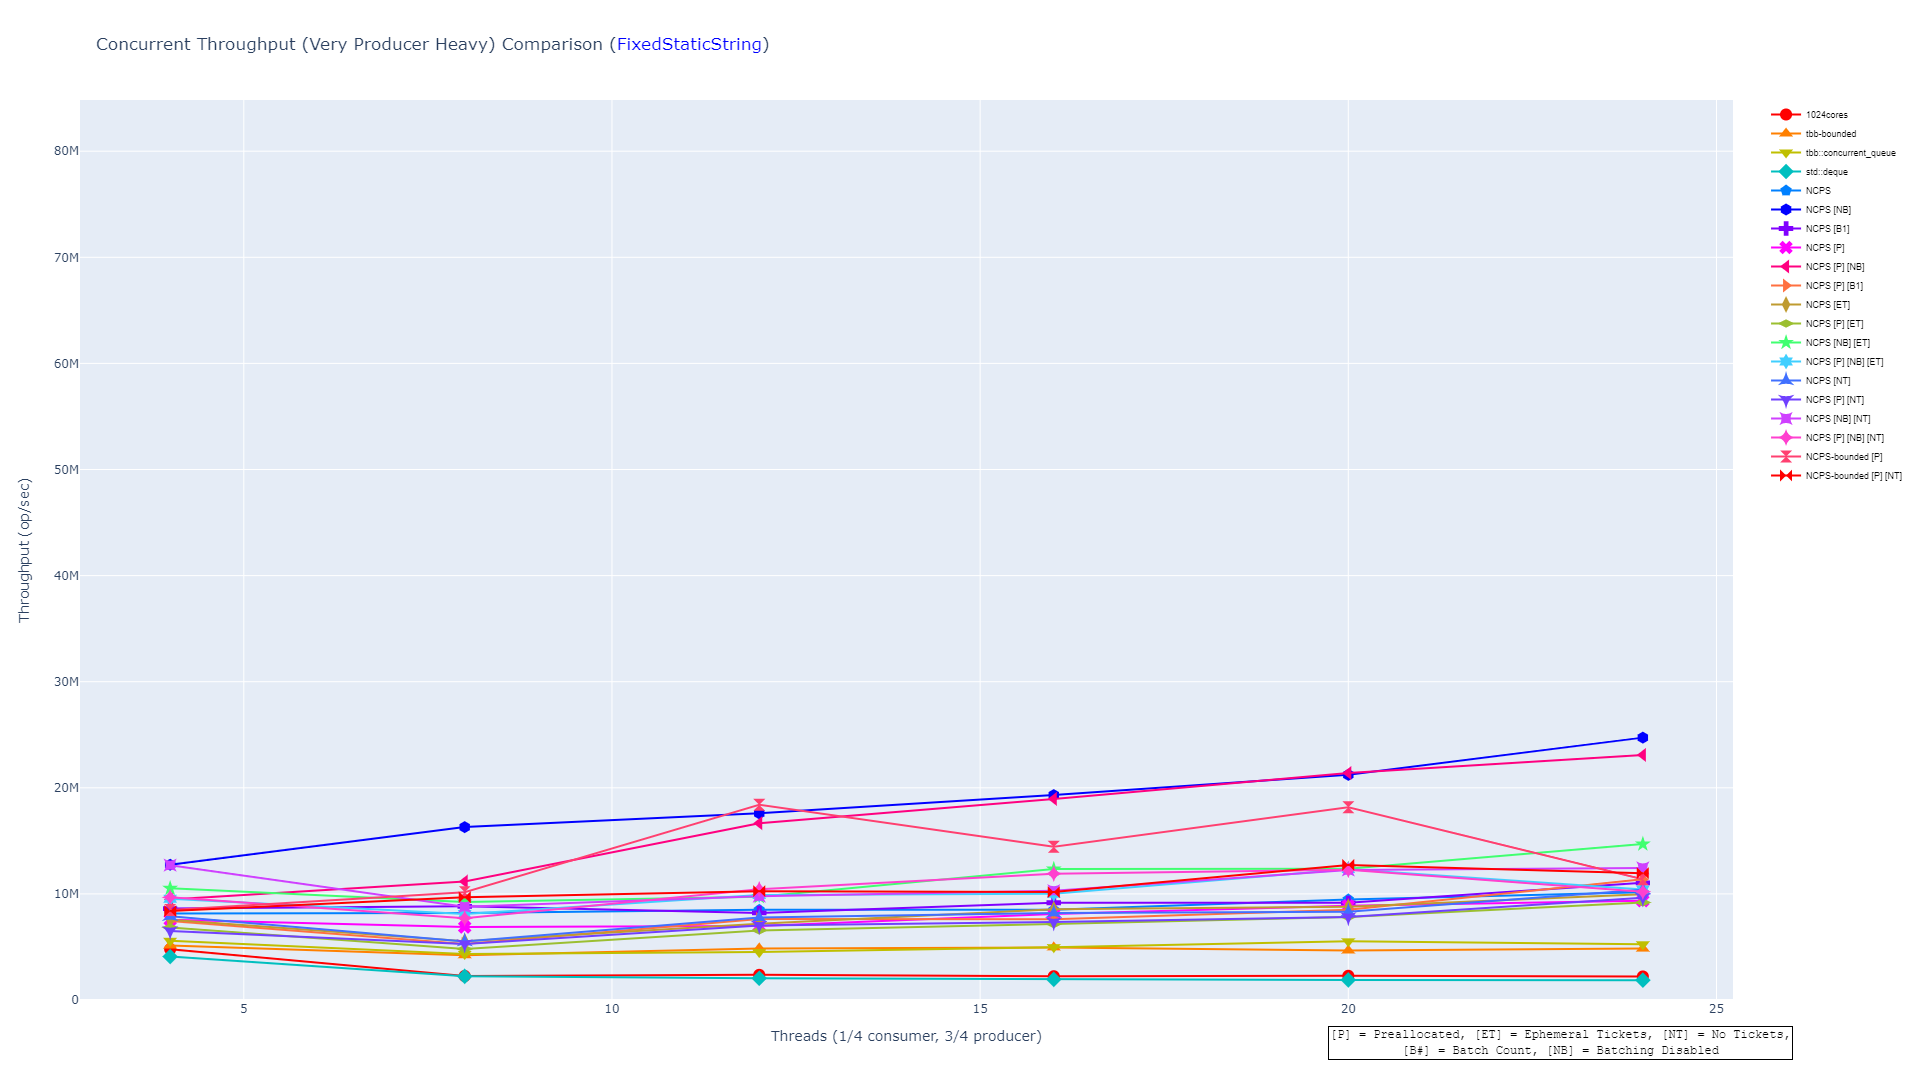 Concurrent Throughput (Very Producer Heavy) Comparison (FixedStaticString)
80M
70M
60M
50M
40M
30M
20M
10M
0
Throughput (op/sec)
5
10
15
20
25
Threads (1/4 consumer, 3/4 producer)
1024cores
tbb-bounded
tbb::concurrent_queue
std::deque
NCPS
NCPS [NB]
NCPS [B1]
NCPS [P]
NCPS [P] [NB]
NCPS [P] [B1]
NCPS [ET]
NCPS [P] [ET]
NCPS [NB] [ET]
NCPS [P] [NB] [ET]
NCPS [NT]
NCPS [P] [NT]
NCPS [NB] [NT]
NCPS [P] [NB] [NT]
NCPS-bounded [P]
NCPS-bounded [P] [NT]
[P] = Preallocated, [ET] = Ephemeral Tickets, [NT] = No Tickets,
[B#] = Batch Count, [NB] = Batching Disabled